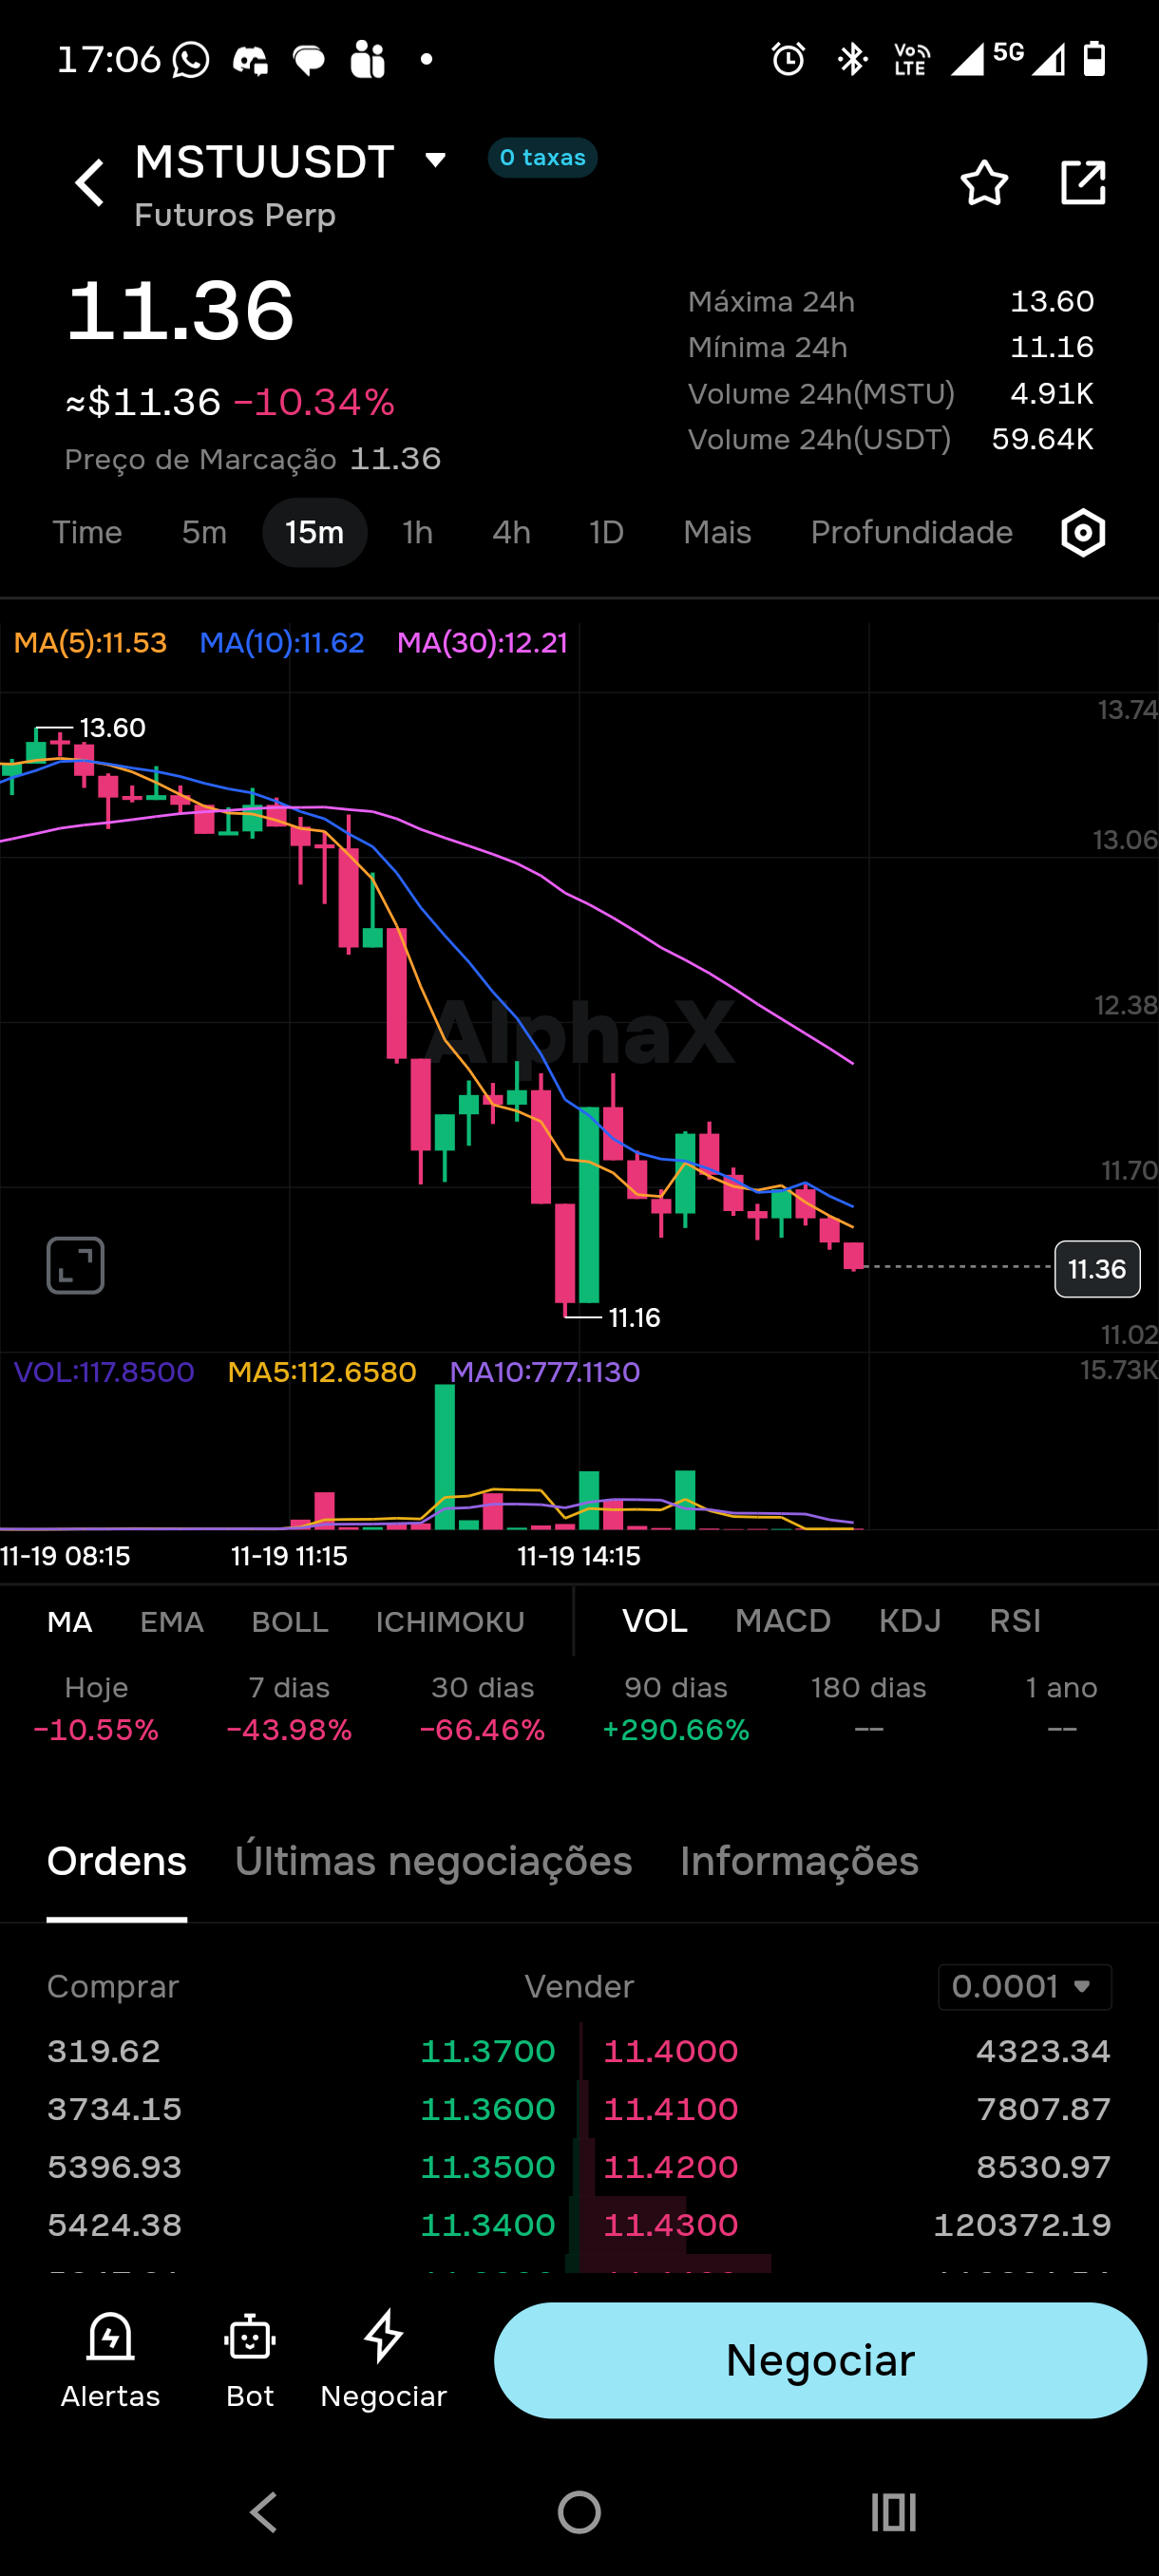 17:06
Vo LTE 5G
MSTUUSDT 0 taxas
Futuros Perp
11.36
≈$11.36 −10.34%
Preço de Marcação 11.36
Máxima 24h 13.60
Mínima 24h 11.16
Volume 24h(MSTU) 4.91K
Volume 24h(USDT) 59.64K
Time 5m 15m 1h 4h 1D Mais Profundidade
MA(5):11.53 MA(10):11.62 MA(30):12.21
13.74
13.60
13.06
12.38
AlphaX
11.70
11.36
11.16
11.02
VOL:117.8500 MA5:112.6580 MA10:777.1130 15.73K
11-19 08:15 11-19 11:15 11-19 14:15
MA EMA BOLL ICHIMOKU VOL MACD KDJ RSI
Hoje 7 dias 30 dias 90 dias 180 dias 1 ano
−10.55% −43.98% −66.46% +290.66% -- --
Ordens Últimas negociações Informações
Comprar Vender 0.0001
319.62 11.3700 11.4000 4323.34
3734.15 11.3600 11.4100 7807.87
5396.93 11.3500 11.4200 8530.97
5424.38 11.3400 11.4300 120372.19
Alertas Bot Negociar Negociar